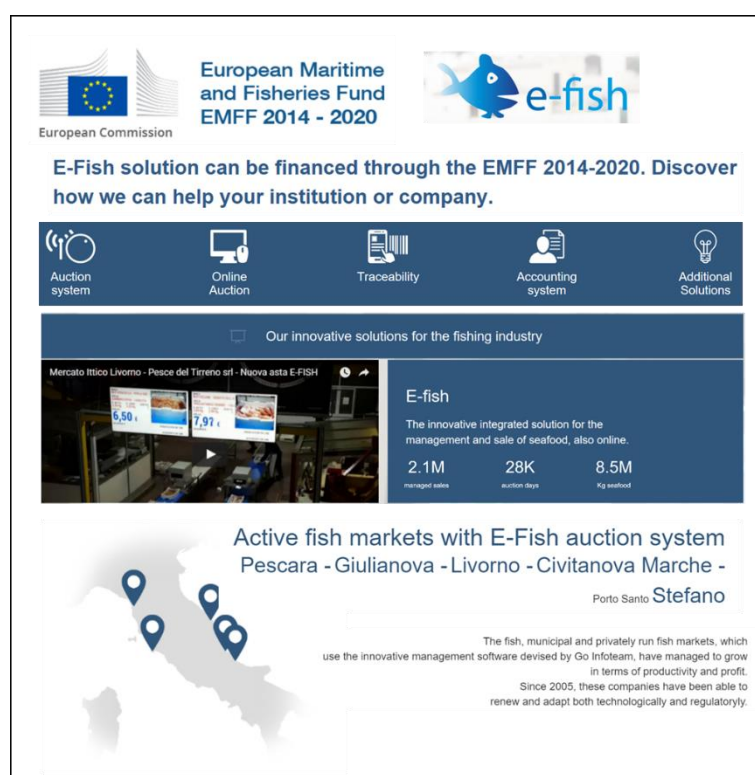 European Commission
European Maritime
and Fisheries Fund
EMFF 2014 - 2020
e-fish
E-Fish solution can be financed through the EMFF 2014-2020. Discover
how we can help your institution or company.
Auction
system
Online
Auction
Traceability
Accounting
system
Additional
Solutions
Our innovative solutions for the fishing industry
Mercato Ittico Livorno - Pesce del Tirreno srl - Nuova asta E-FISH
6,50 €
7,97 €
E-fish
The innovative integrated solution for the
management and sale of seafood, also online.
2.1M
managed sales
28K
auction days
8.5M
Kg seafood
Active fish markets with E-Fish auction system
Pescara - Giulianova - Livorno - Civitanova Marche -
Porto Santo Stefano
The fish, municipal and privately run fish markets, which
use the innovative management software devised by Go Infoteam, have managed to grow
in terms of productivity and profit.
Since 2005, these companies have been able to
renew and adapt both technologically and regulatoryly.